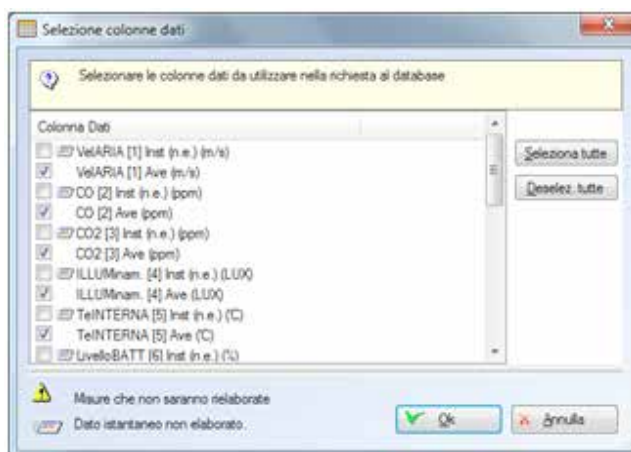 Selezione colonne dati
Selezionare le colonne dati da utilizzare nella richiesta al database
Colonna Dati
VelARIA [1] Inst (n.e.) (m/s)
VelARIA [1] Ave (m/s)
CO [2] Inst (n.e.) (ppm)
CO [2] Ave (ppm)
CO2 [3] Inst (n.e.) (ppm)
CO2 [3] Ave (ppm)
ILLUMinam. [4] Inst (n.e.) (LUX)
ILLUMinam. [4] Ave (LUX)
TeINTERNA [5] Inst (n.e.) (°C)
TeINTERNA [5] Ave (°C)
LivelloBATT [6] Inst (n.e.) (%)
Seleziona tutte
Deselez. tutte
Misure che non saranno rielaborate
Dato istantaneo non elaborato.
Ok
Annulla